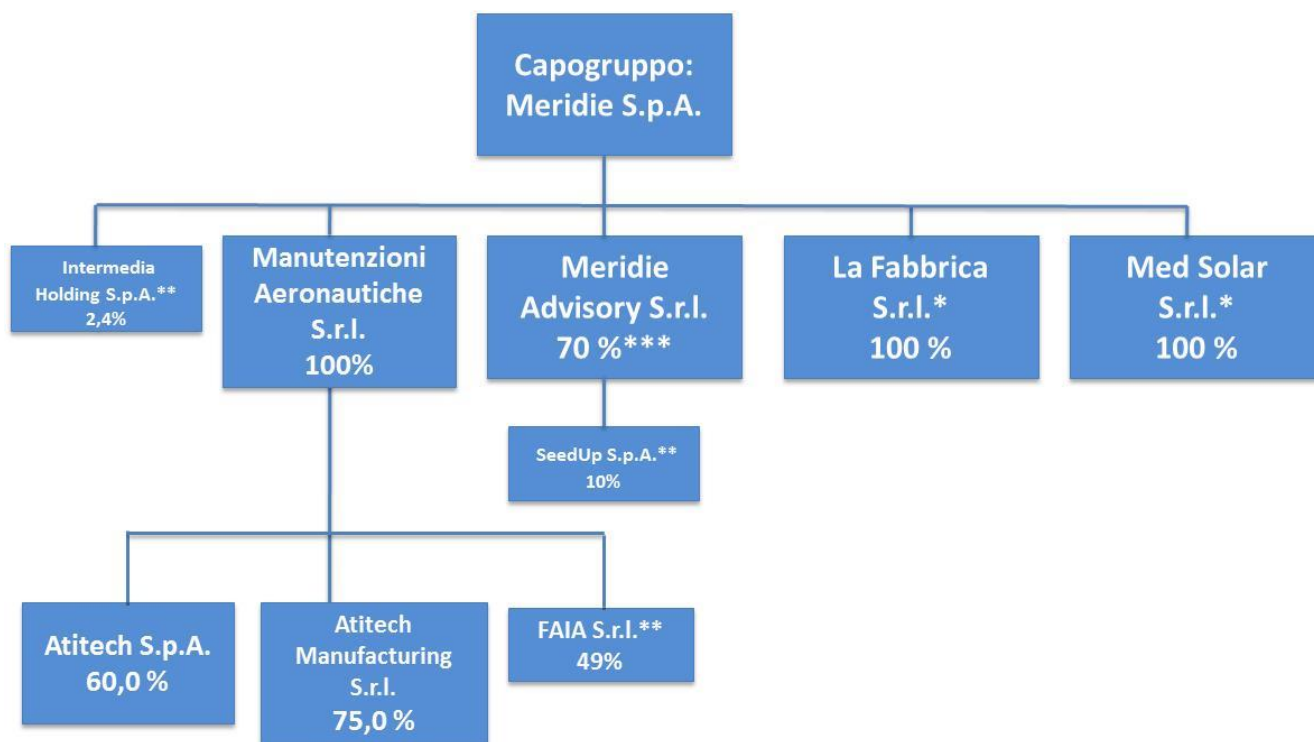 Capogruppo:
Meridie S.p.A.
Intermedia
Holding S.p.A.**
2,4%
Manutenzioni
Aeronautiche
S.r.l.
100%
Meridie
Advisory S.r.l.
70 %***
La Fabbrica
S.r.l.*
100 %
Med Solar
S.r.l.*
100 %
SeedUp S.p.A.**
10%
Atitech S.p.A.
60,0 %
Atitech
Manufacturing
S.r.l.
75,0 %
FAIA S.r.l.**
49%